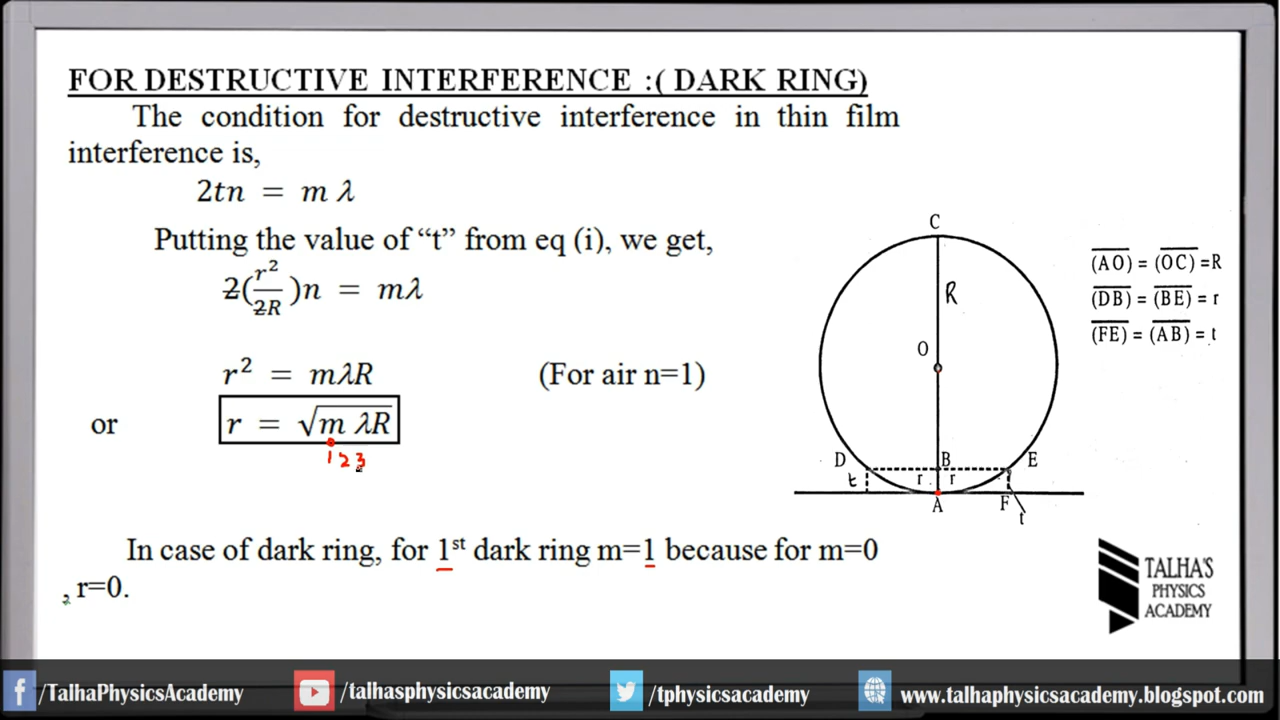 FOR DESTRUCTIVE INTERFERENCE :( DARK RING)
The condition for destructive interference in thin film
interference is,
2tn = m λ
Putting the value of “t” from eq (i), we get,
2(r²/2R)n = mλ
r² = mλR (For air n=1)
or r = √m λR
1 2 3
In case of dark ring, for 1st dark ring m=1 because for m=0
, r=0.
C
R
O
D B E
t r r
A F
t
(AO) = (OC) =R
(DB) = (BE) = r
(FE) = (AB) = t
TALHA'S
PHYSICS
ACADEMY
/TalhaPhysicsAcademy /talhasphysicsacademy /tphysicsacademy www.talhaphysicsacademy.blogspot.com